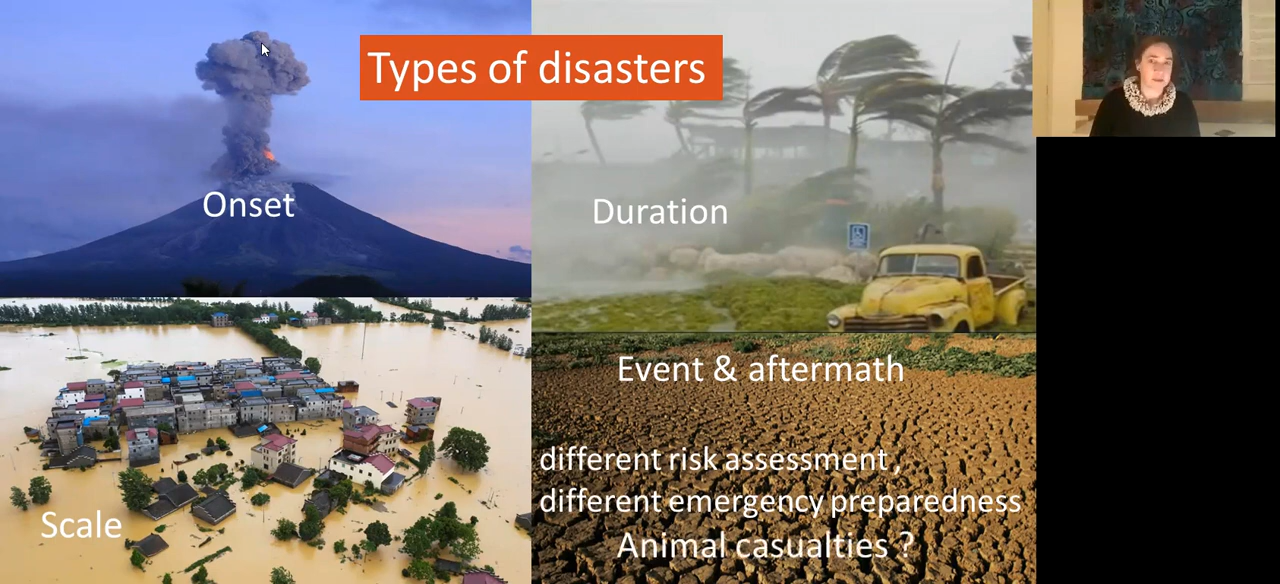 Types of disasters
Onset
Duration
Scale
Event & aftermath
different risk assessment ,
different emergency preparedness
Animal casualties ?